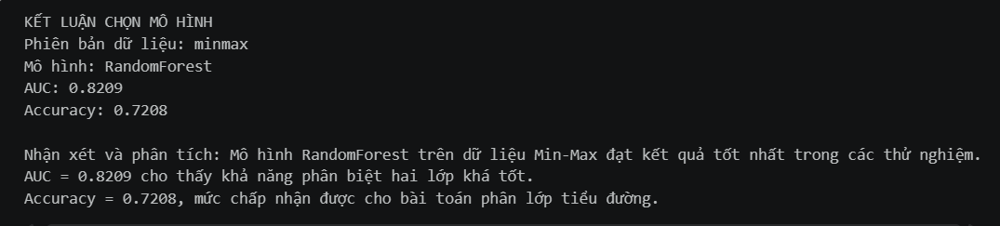 KẾT LUẬN CHỌN MÔ HÌNH
Phiên bản dữ liệu: minmax
Mô hình: RandomForest
AUC: 0.8209
Accuracy: 0.7208
Nhận xét và phân tích: Mô hình RandomForest trên dữ liệu Min-Max đạt kết quả tốt nhất trong các thử nghiệm.
AUC = 0.8209 cho thấy khả năng phân biệt hai lớp khá tốt.
Accuracy = 0.7208, mức chấp nhận được cho bài toán phân lớp tiểu đường.